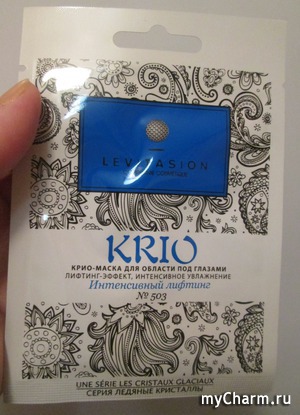 LEVITASION
KRIO
КРИО-МАСКА ДЛЯ ОБЛАСТИ ПОД ГЛАЗАМИ
ЛИФТИНГ-ЭФФЕКТ, ИНТЕНСИВНОЕ УВЛАЖНЕНИЕ
Интенсивный лифтинг
№ 503
UNE SÉRIE LES CRISTAUX GLACIAUX
СЕРИЯ ЛЕДЯНЫЕ КРИСТАЛЛЫ
myCharm.ru